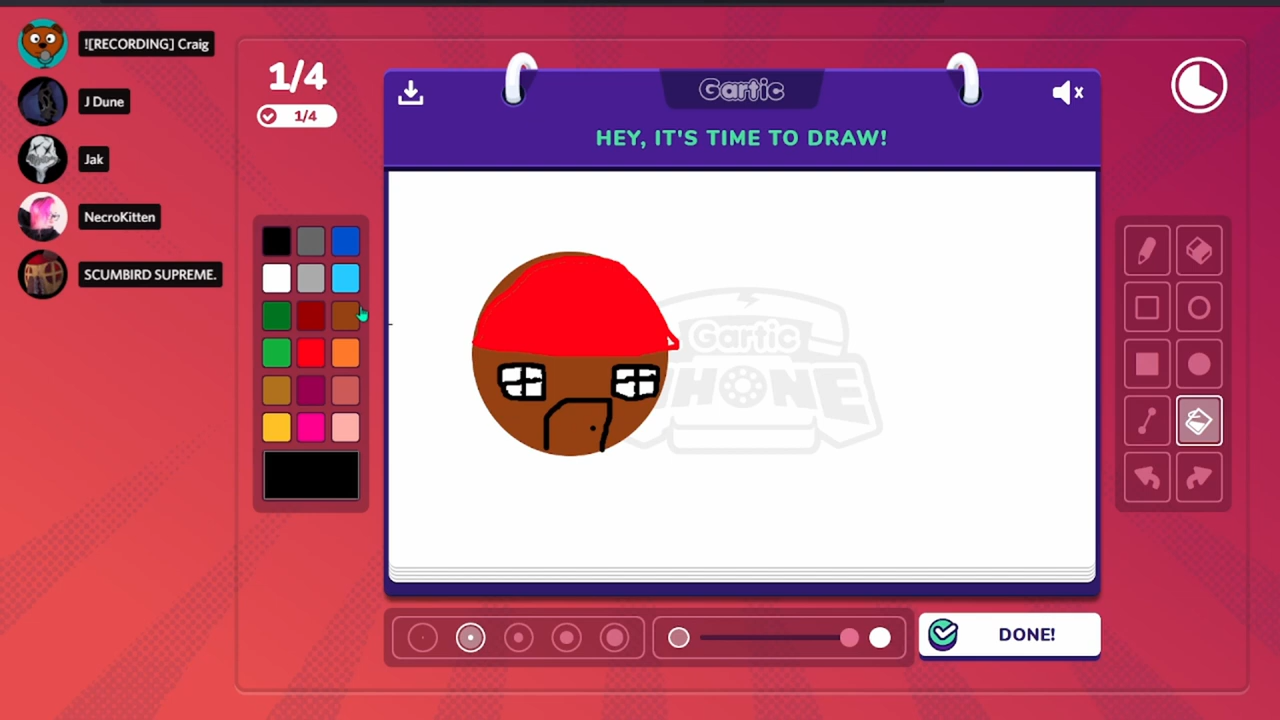 ![RECORDING] Craig
J Dune
Jak
NecroKitten
SCUMBIRD SUPREME.
1/4
1/4
Gartic
HEY, IT'S TIME TO DRAW!
Gartic
PHONE
DONE!